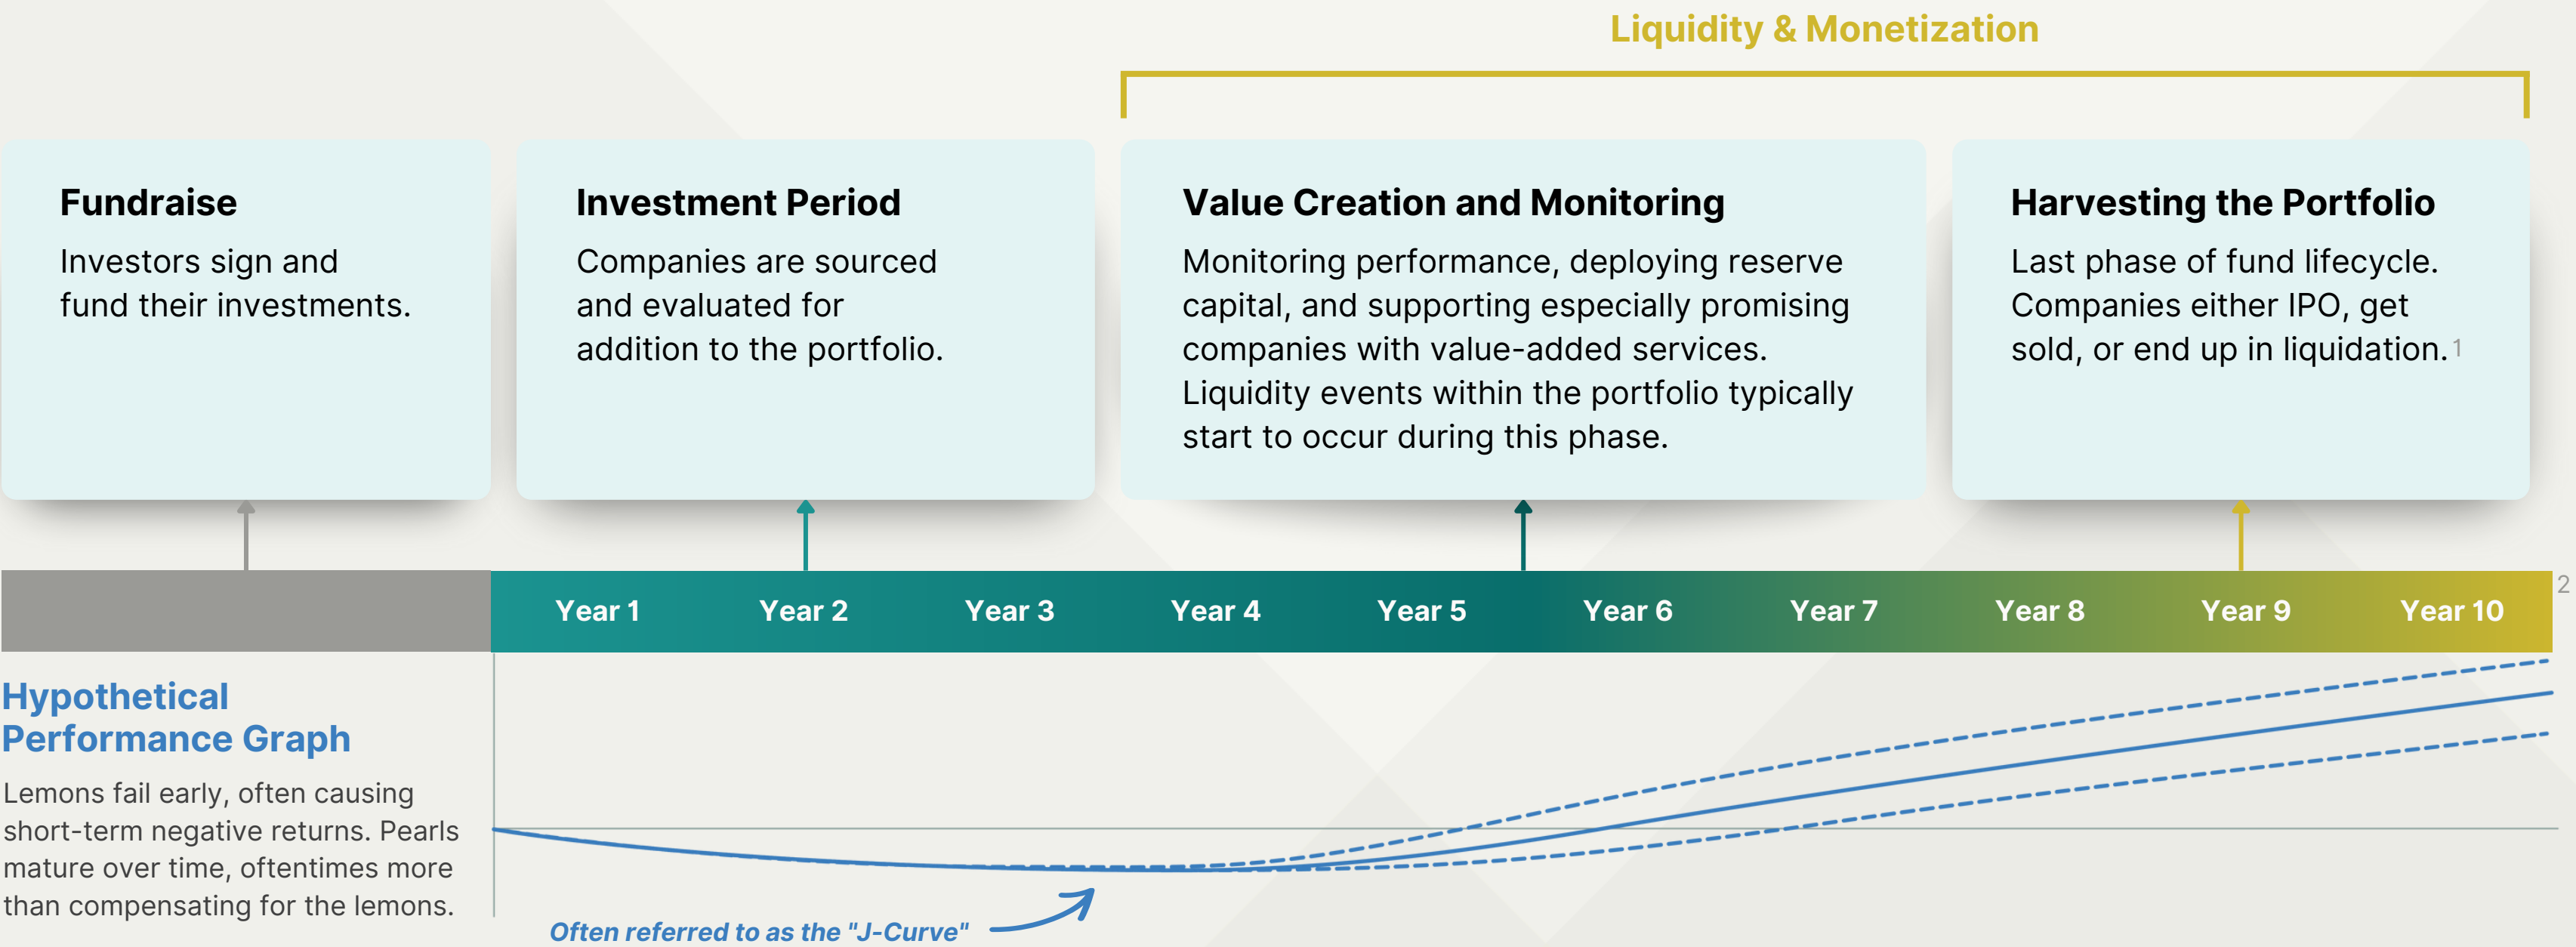 Liquidity & Monetization
Fundraise
Investors sign and
fund their investments.
Investment Period
Companies are sourced
and evaluated for
addition to the portfolio.
Value Creation and Monitoring
Monitoring performance, deploying reserve
capital, and supporting especially promising
companies with value-added services.
Liquidity events within the portfolio typically
start to occur during this phase.
Harvesting the Portfolio
Last phase of fund lifecycle.
Companies either IPO, get
sold, or end up in liquidation.1
Year 1 Year 2 Year 3 Year 4 Year 5 Year 6 Year 7 Year 8 Year 9 Year 10 2
Hypothetical
Performance Graph
Lemons fail early, often causing
short-term negative returns. Pearls
mature over time, oftentimes more
than compensating for the lemons.
Often referred to as the "J-Curve"